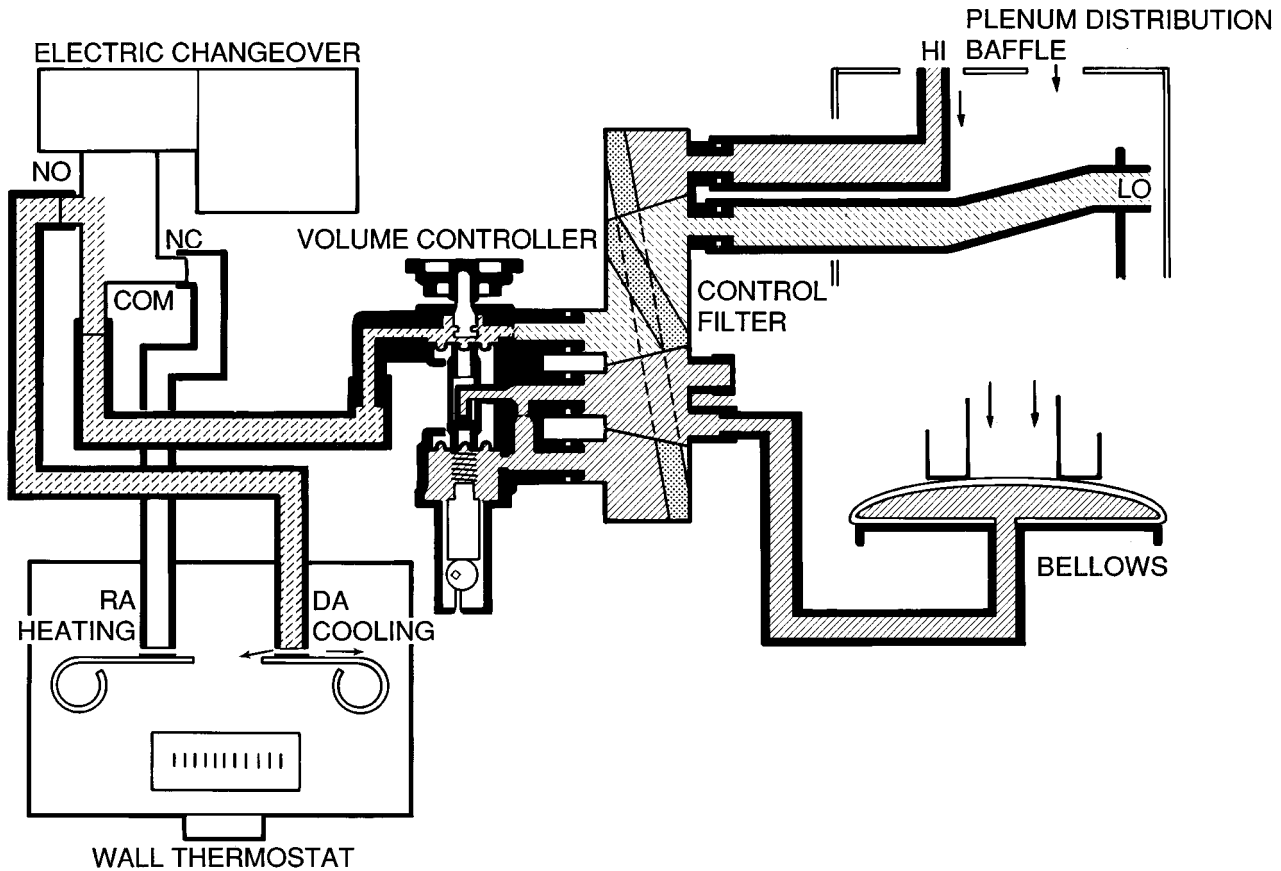 PLENUM DISTRIBUTION
BAFFLE
HI
ELECTRIC CHANGEOVER
NO
LO
NC
VOLUME CONTROLLER
COM
CONTROL
FILTER
BELLOWS
RA
HEATING
DA
COOLING
WALL THERMOSTAT